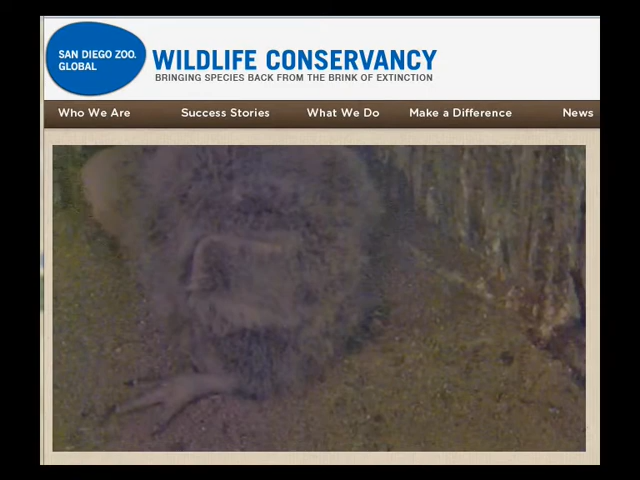 SAN DIEGO ZOO.
GLOBAL
WILDLIFE CONSERVANCY
BRINGING SPECIES BACK FROM THE BRINK OF EXTINCTION
Who We Are Success Stories What We Do Make a Difference News